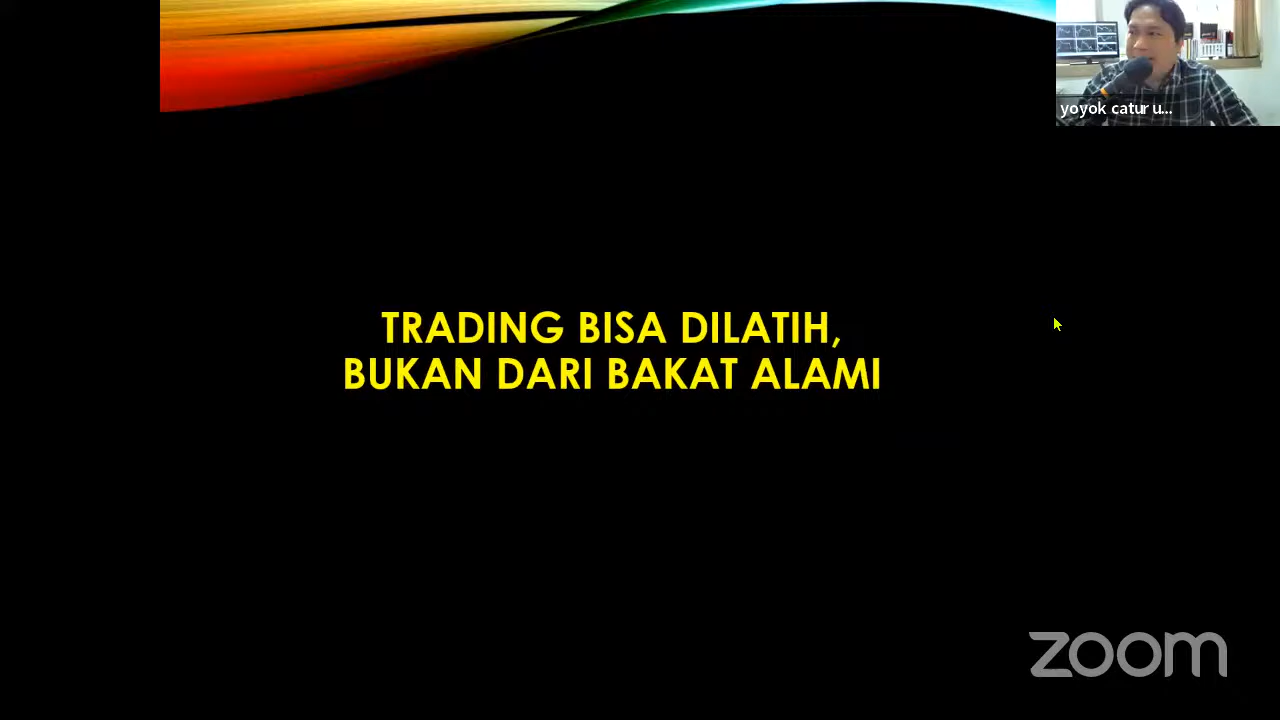 yoyok catur u...
TRADING BISA DILATIH,
BUKAN DARI BAKAT ALAMI
zoom